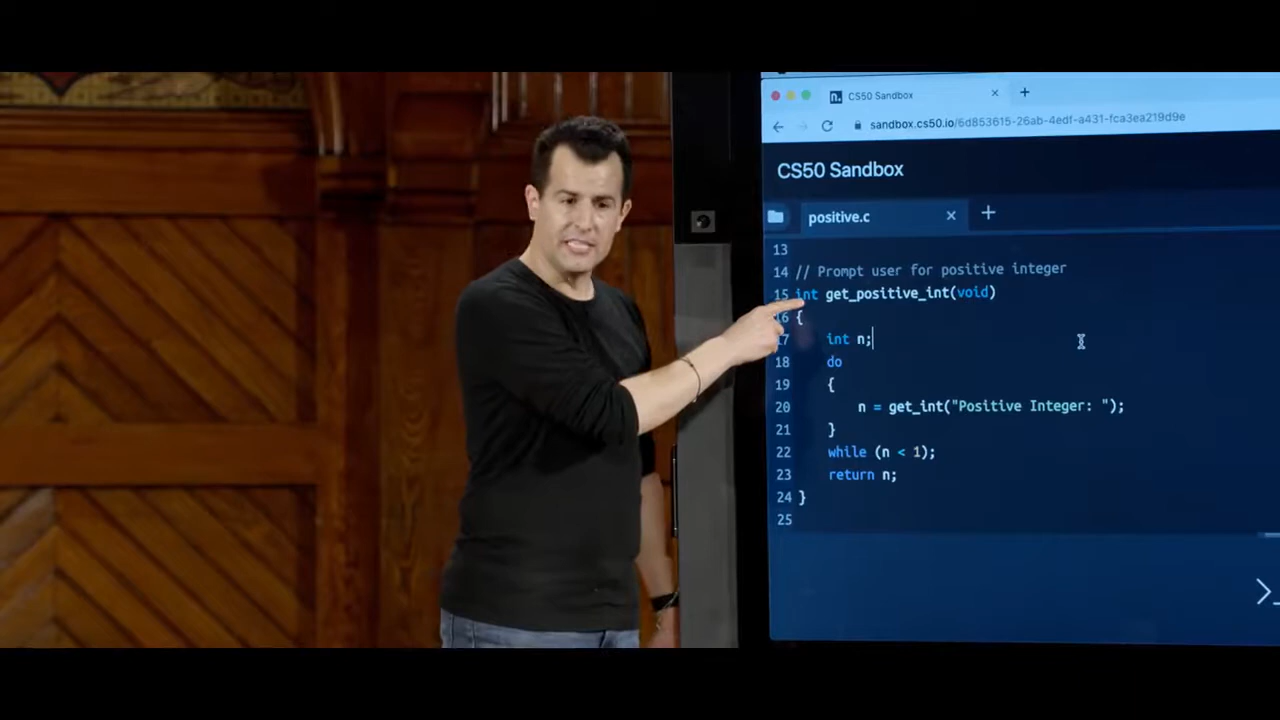 CS50 Sandbox
sandbox.cs50.io/6d853615-26ab-4edf-a431-fca3ea219d9e
CS50 Sandbox
positive.c
13
14 // Prompt user for positive integer
15 int get_positive_int(void)
16 {
17 int n;
18 do
19 {
20 n = get_int("Positive Integer: ");
21 }
22 while (n < 1);
23 return n;
24 }
25